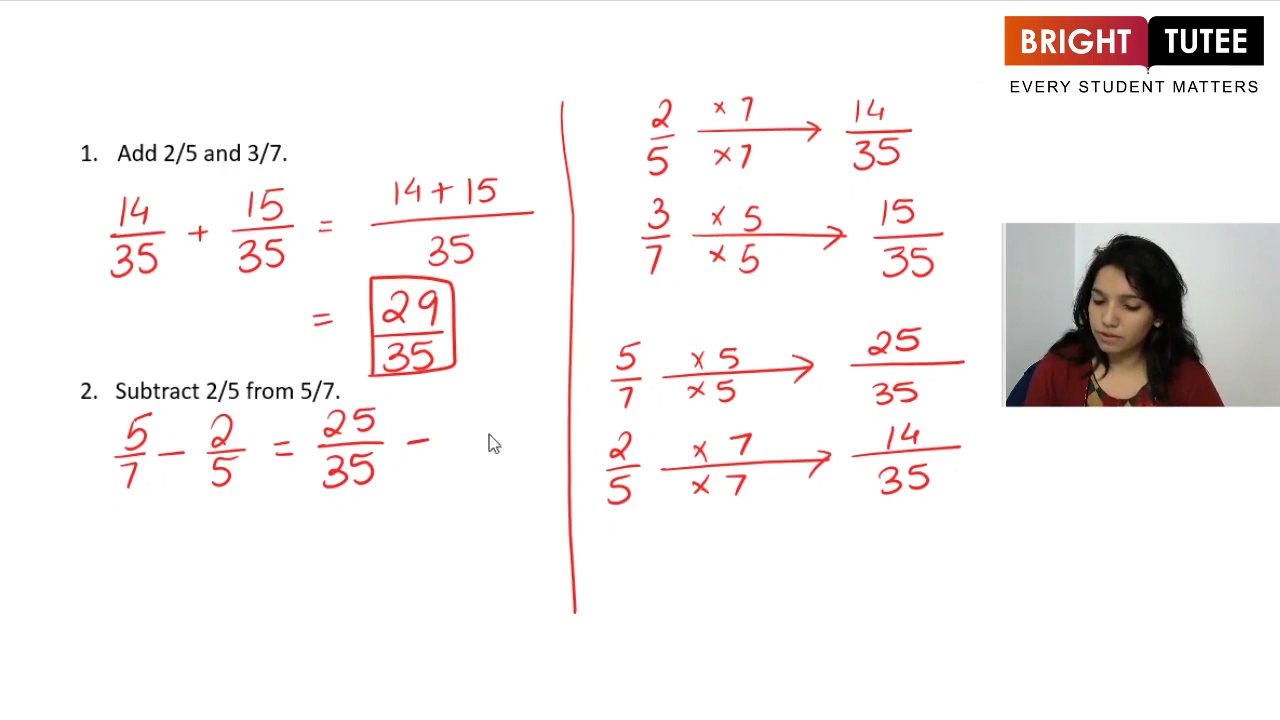 BRIGHT TUTEE
EVERY STUDENT MATTERS
1. Add 2/5 and 3/7.
14/35 + 15/35 = 14 + 15/35
= 29/35
2. Subtract 2/5 from 5/7.
5/7 − 2/5 = 25/35 −
2/5 × 7/× 7 → 14/35
3/7 × 5/× 5 → 15/35
5/7 × 5/× 5 → 25/35
2/5 × 7/× 7 → 14/35